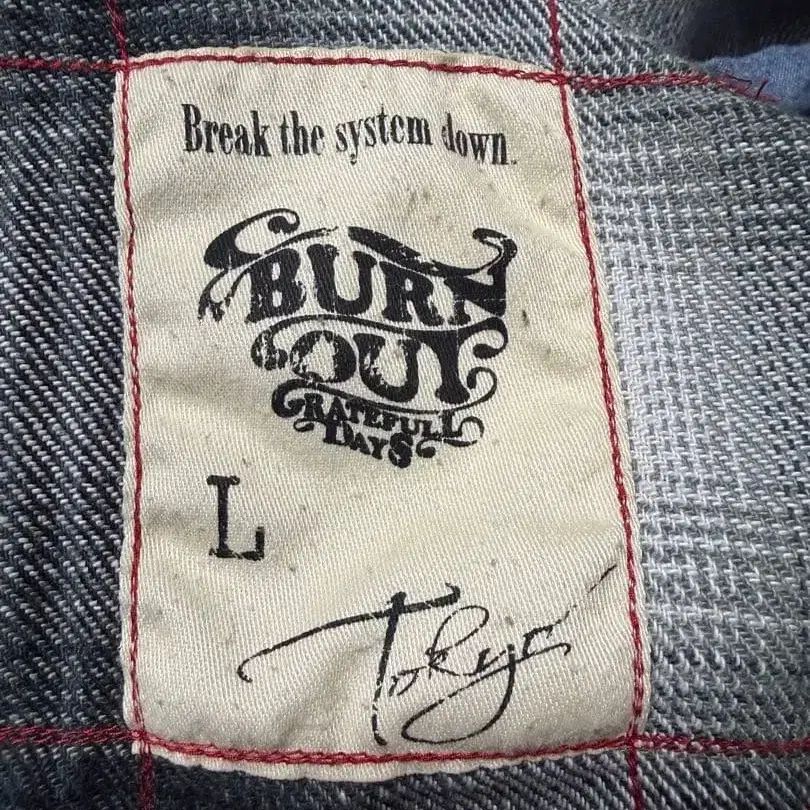 Break the system down.
BURN
OUT
GRATEFULL
DAYS
L
Tokyo